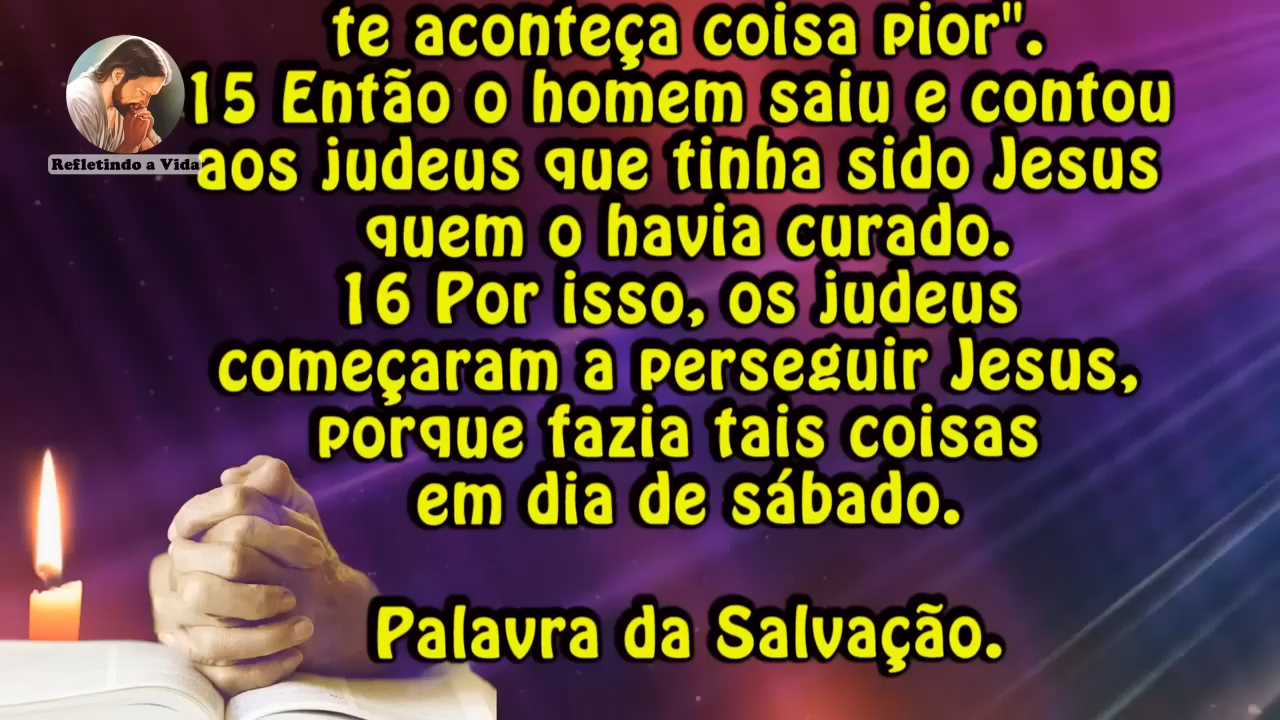 te aconteça coisa pior".
15 Então o homem saiu e contou
aos judeus que tinha sido Jesus
quem o havia curado.
16 Por isso, os judeus
começaram a perseguir Jesus,
porque fazia tais coisas
em dia de sábado.
Palavra da Salvação.
Refletindo a Vida